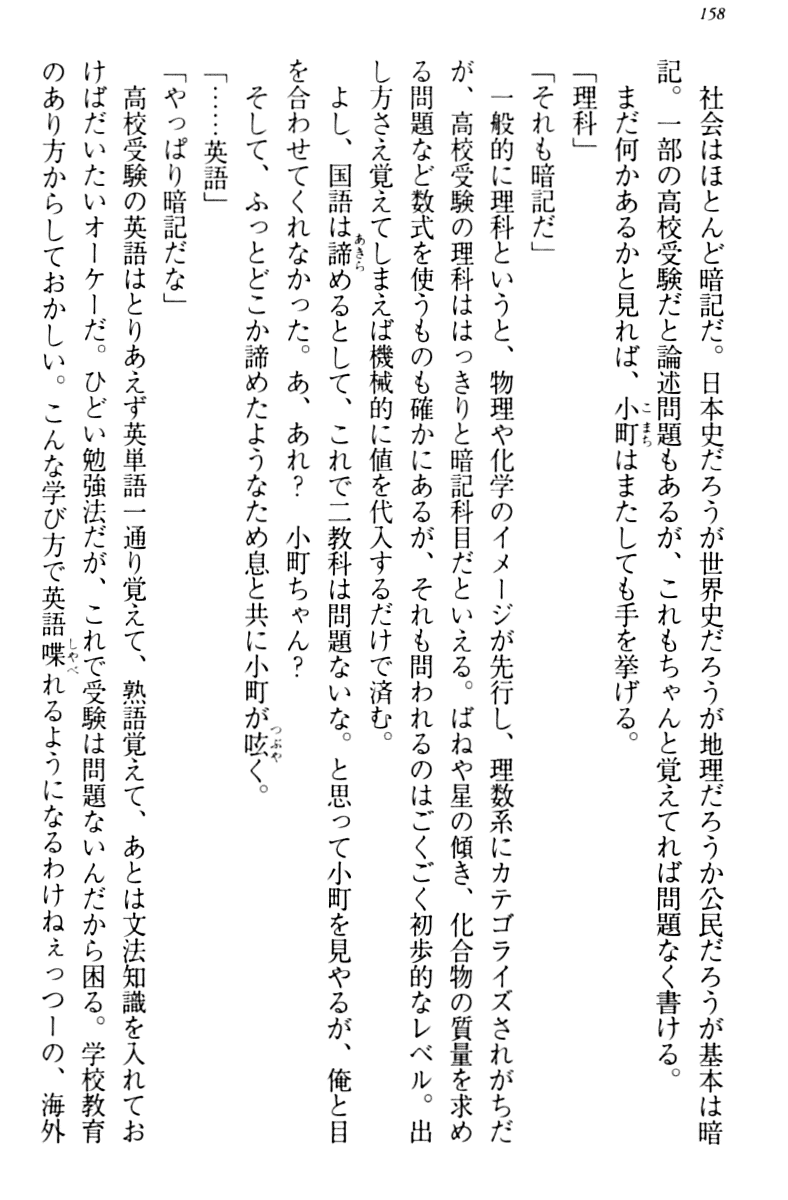 158
社会はほとんど暗記だ。日本史だろうが世界史だろうが地理だろうか公民だろうが基本は暗
記。一部の高校受験だと論述問題もあるが、これもちゃんと覚えてれば問題なく書ける。
まだ何かあるかと見れば、小町はまたしても手を挙げる。
「理科」
「それも暗記だ」
一般的に理科というと、物理や化学のイメージが先行し、理数系にカテゴライズされがちだ
が、高校受験の理科ははっきりと暗記科目だといえる。ばねや星の傾き、化合物の質量を求め
る問題など数式を使うものも確かにあるが、それも問われるのはごくごく初歩的なレベル。出
し方さえ覚えてしまえば機械的に値を代入するだけで済む。
よし、国語は諦めるとして、これで二教科は問題ないな。と思って小町を見やるが、俺と目
を合わせてくれなかった。あ、あれ？　小町ちゃん？
そして、ふっとどこか諦めたようなため息と共に小町が呟く。
「……英語」
「やっぱり暗記だな」
高校受験の英語はとりあえず英単語一通り覚えて、熟語覚えて、あとは文法知識を入れてお
けばだいたいオーケーだ。ひどい勉強法だが、これで受験は問題ないんだから困る。学校教育
のあり方からしておかしい。こんな学び方で英語喋れるようになるわけねぇっつーの、海外